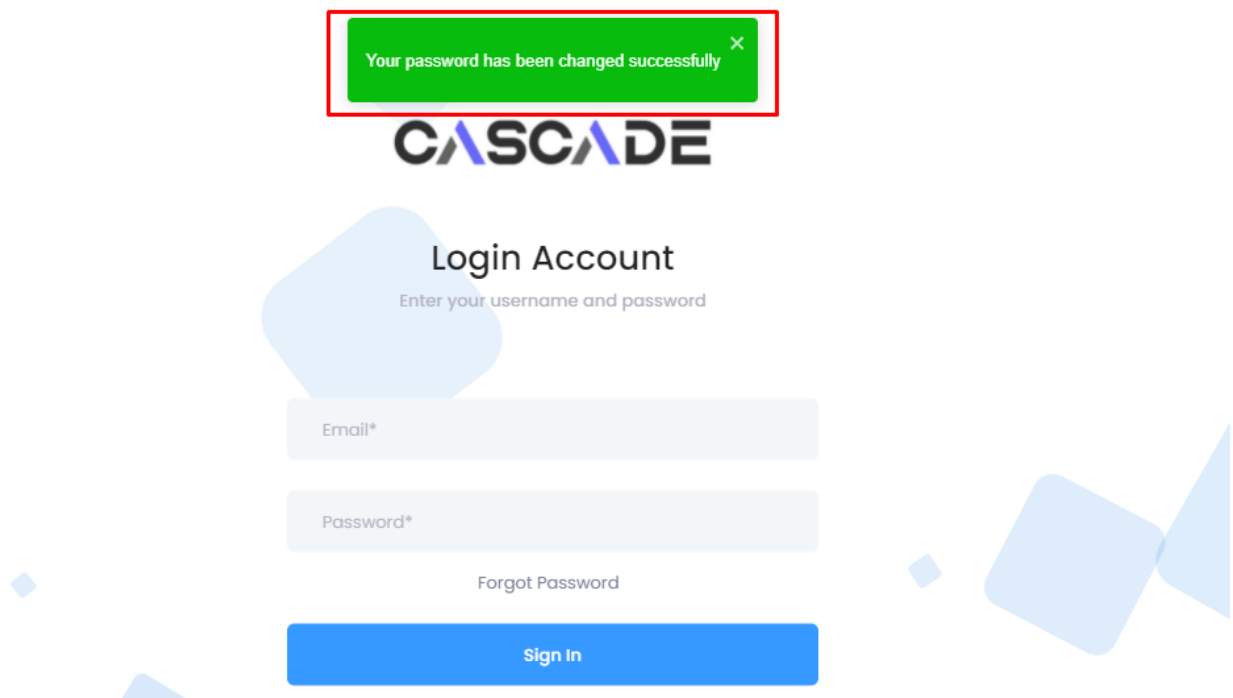 Your password has been changed successfully
CASCADE
Login Account
Enter your username and password
Email*
Password*
Forgot Password
Sign In